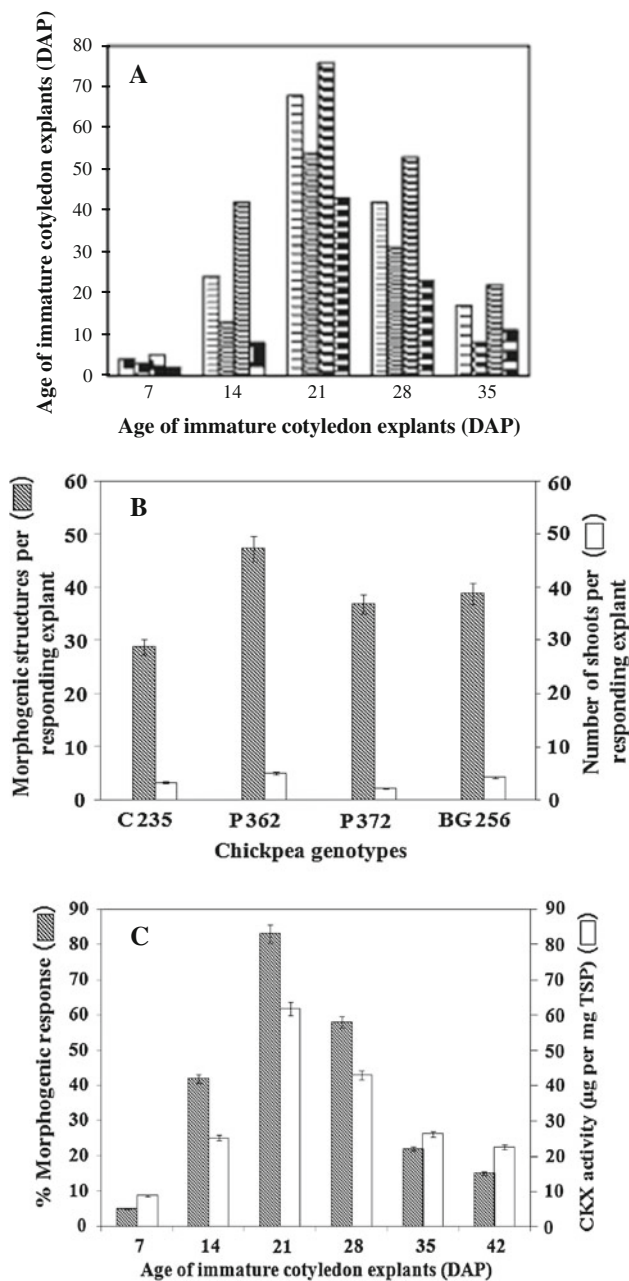 A
Age of immature cotyledon explants (DAP)
80
70
60
50
40
30
20
10
0
7 14 21 28 35
Age of immature cotyledon explants (DAP)
B
Morphogenic structures per ( )
responding explant
60
50
40
30
20
10
0
Number of shoots per ( )
responding explant
60
50
40
30
20
10
0
C 235 P 362 P 372 BG 256
Chickpea genotypes
C
% Morphogenic response ( )
90
80
70
60
50
40
30
20
10
0
CKX activity (µg per mg TSP) ( )
90
80
70
60
50
40
30
20
10
0
7 14 21 28 35 42
Age of immature cotyledon explants (DAP)